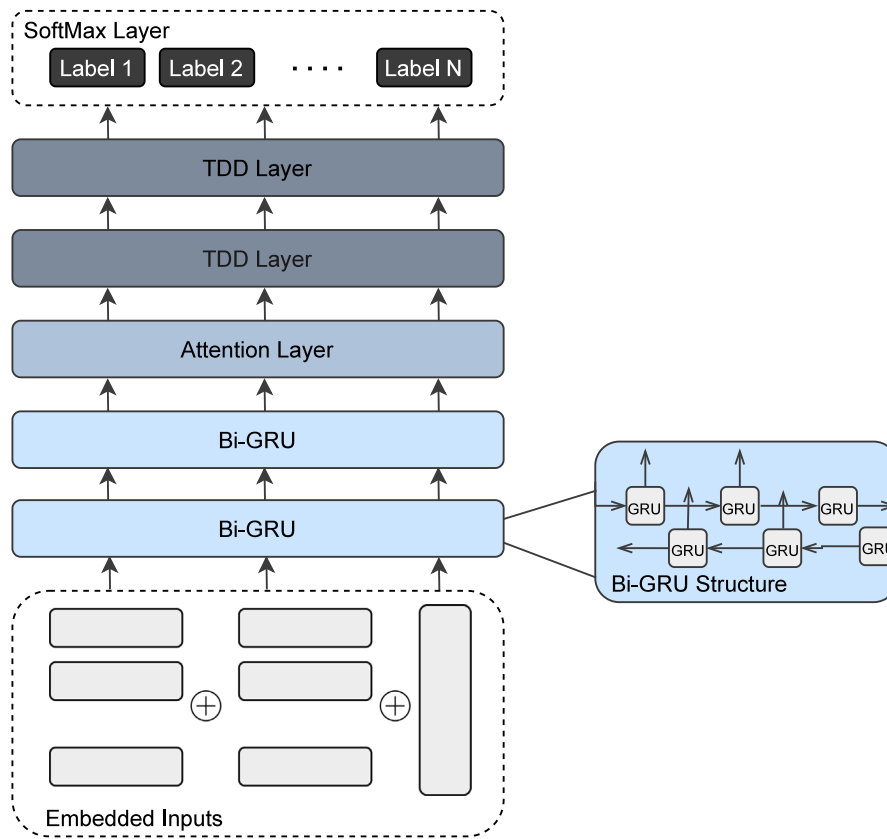 SoftMax Layer
Label 1 Label 2 . . . . Label N
TDD Layer
TDD Layer
Attention Layer
Bi-GRU
Bi-GRU
GRU GRU GRU
GRU GRU GRU
Bi-GRU Structure
Embedded Inputs